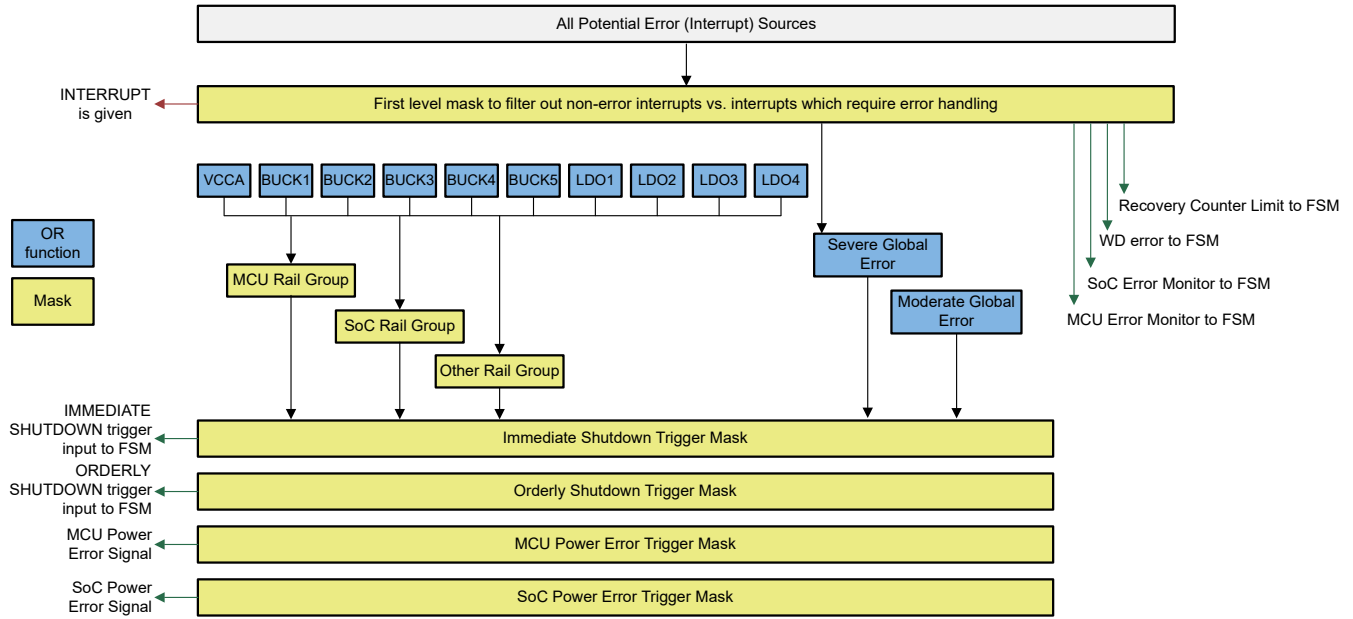 All Potential Error (Interrupt) Sources
INTERRUPT
is given
First level mask to filter out non-error interrupts vs. interrupts which require error handling
VCCA
BUCK1
BUCK2
BUCK3
BUCK4
BUCK5
LDO1
LDO2
LDO3
LDO4
Recovery Counter Limit to FSM
WD error to FSM
SoC Error Monitor to FSM
MCU Error Monitor to FSM
OR
function
Mask
Severe Global
Error
Moderate Global
Error
MCU Rail Group
SoC Rail Group
Other Rail Group
IMMEDIATE
SHUTDOWN trigger
input to FSM
Immediate Shutdown Trigger Mask
ORDERLY
SHUTDOWN trigger
input to FSM
Orderly Shutdown Trigger Mask
MCU Power
Error Signal
MCU Power Error Trigger Mask
SoC Power
Error Signal
SoC Power Error Trigger Mask